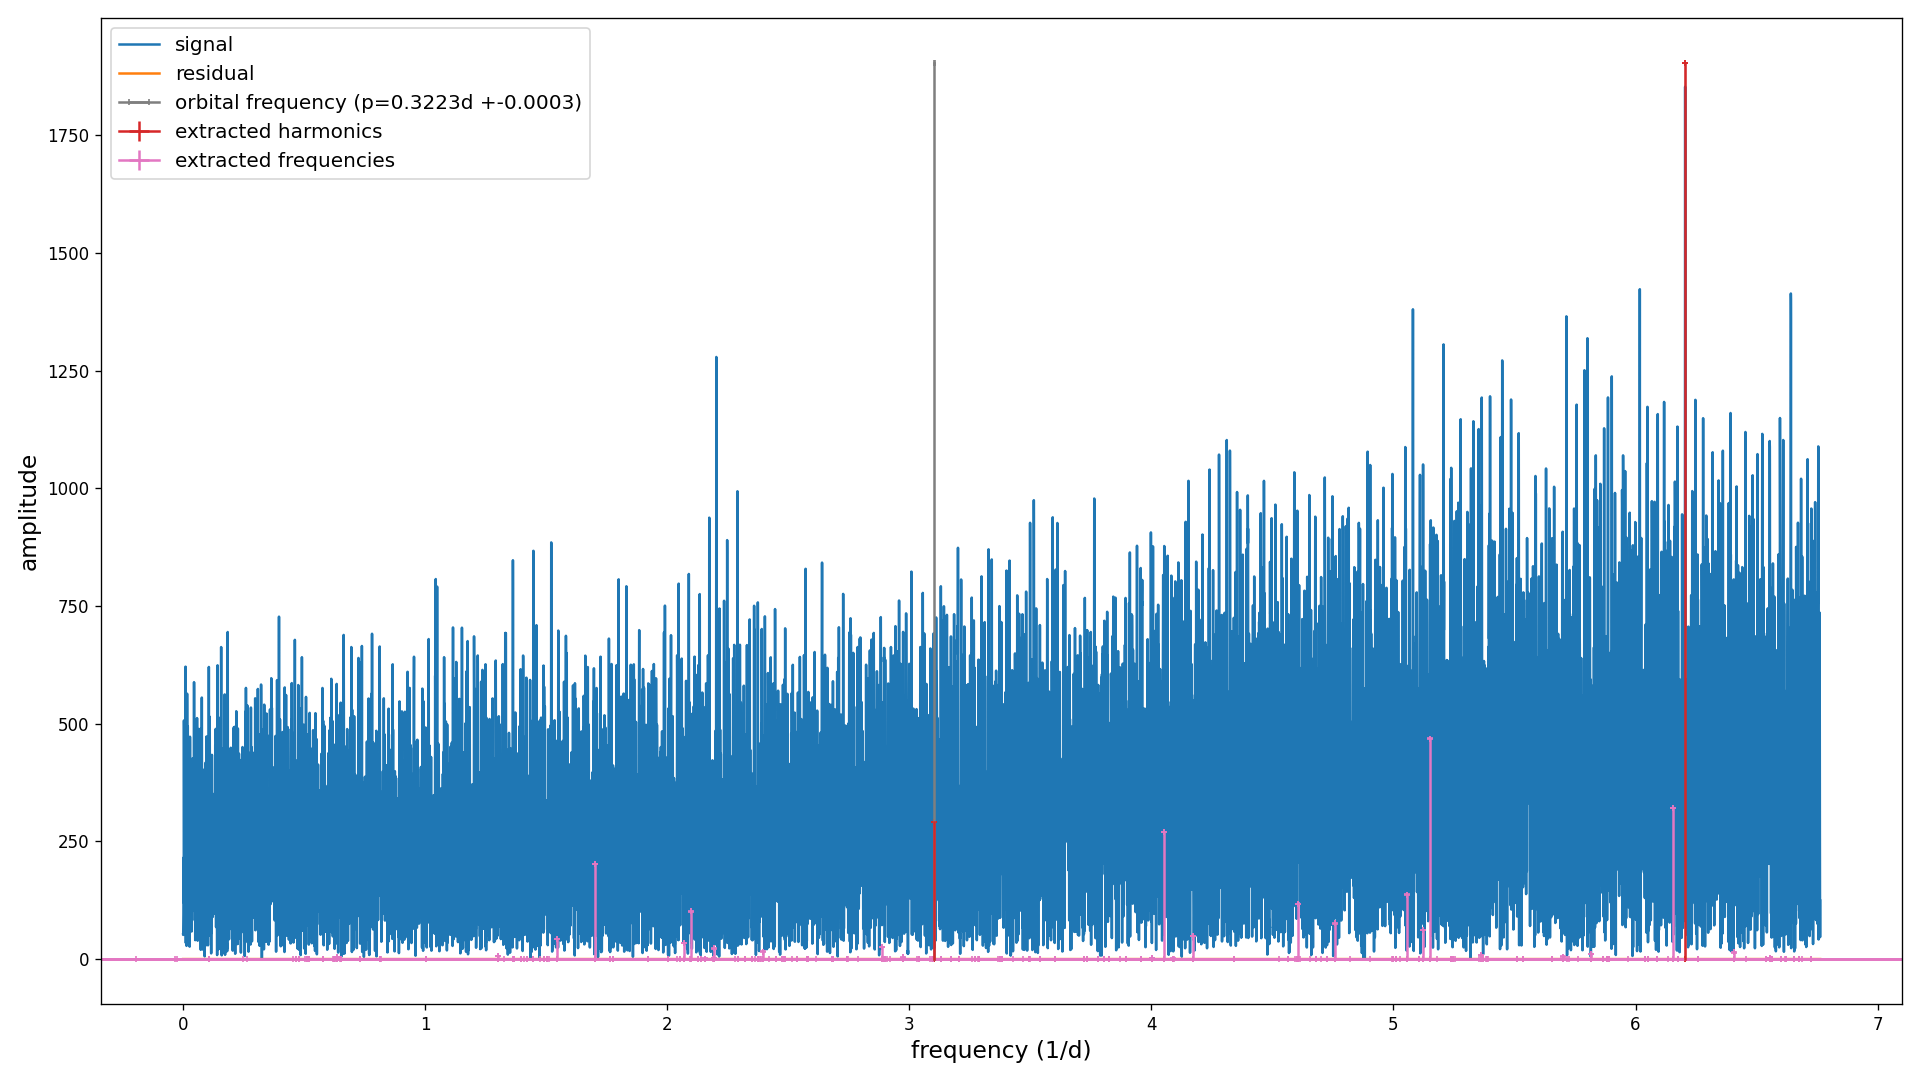 signal
residual
orbital frequency (p=0.3223d +-0.0003)
extracted harmonics
extracted frequencies
amplitude
1750
1500
1250
1000
750
500
250
0
0 1 2 3 4 5 6 7
frequency (1/d)